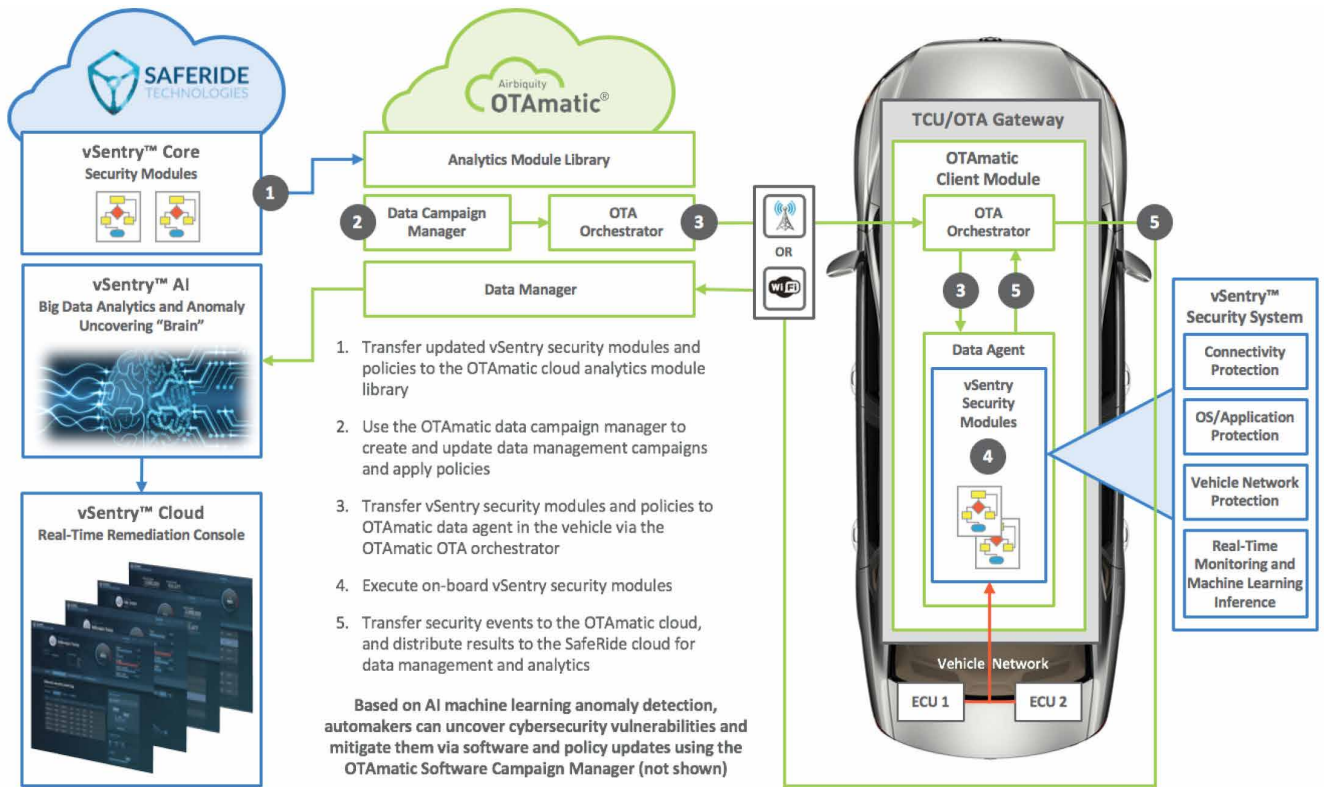 SAFERIDE
TECHNOLOGIES
vSentry™ Core
Security Modules
1
vSentry™ AI
Big Data Analytics and Anomaly
Uncovering “Brain”
vSentry™ Cloud
Real-Time Remediation Console
Airbiquity
OTAmatic®
Analytics Module Library
2
Data Campaign
Manager
OTA
Orchestrator
3
Data Manager
OR
Wi Fi
1. Transfer updated vSentry security modules and
policies to the OTAmatic cloud analytics module
library
2. Use the OTAmatic data campaign manager to
create and update data management campaigns
and apply policies
3. Transfer vSentry security modules and policies to
OTAmatic data agent in the vehicle via the
OTAmatic OTA orchestrator
4. Execute on-board vSentry security modules
5. Transfer security events to the OTAmatic cloud,
and distribute results to the SafeRide cloud for
data management and analytics
Based on AI machine learning anomaly detection,
automakers can uncover cybersecurity vulnerabilities and
mitigate them via software and policy updates using the
OTAmatic Software Campaign Manager (not shown)
TCU/OTA Gateway
OTAmatic
Client Module
OTA
Orchestrator
5
3
5
Data Agent
vSentry
Security
Modules
4
Vehicle Network
ECU 1
ECU 2
vSentry™
Security System
Connectivity
Protection
OS/Application
Protection
Vehicle Network
Protection
Real-Time
Monitoring and
Machine Learning
Inference